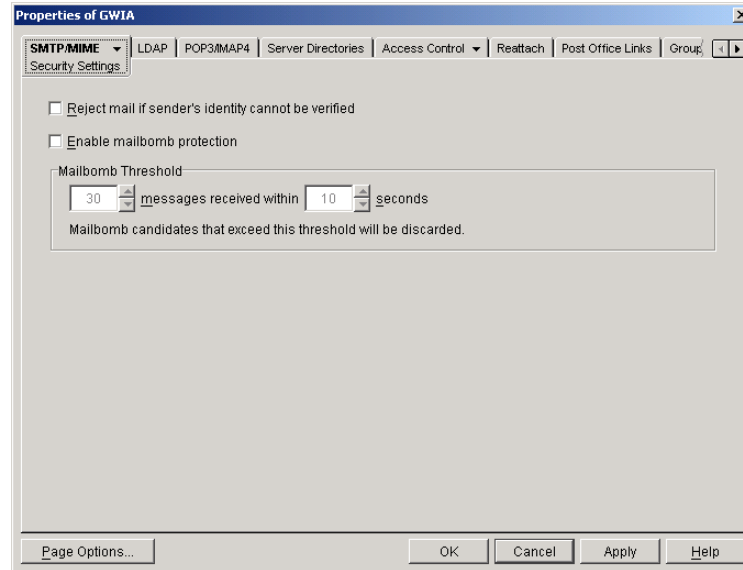 Properties of GWIA
SMTP/MIME LDAP POP3/IMAP4 Server Directories Access Control Reattach Post Office Links Group
Security Settings
Reject mail if sender's identity cannot be verified
Enable mailbomb protection
Mailbomb Threshold
30 messages received within 10 seconds
Mailbomb candidates that exceed this threshold will be discarded.
Page Options... OK Cancel Apply Help